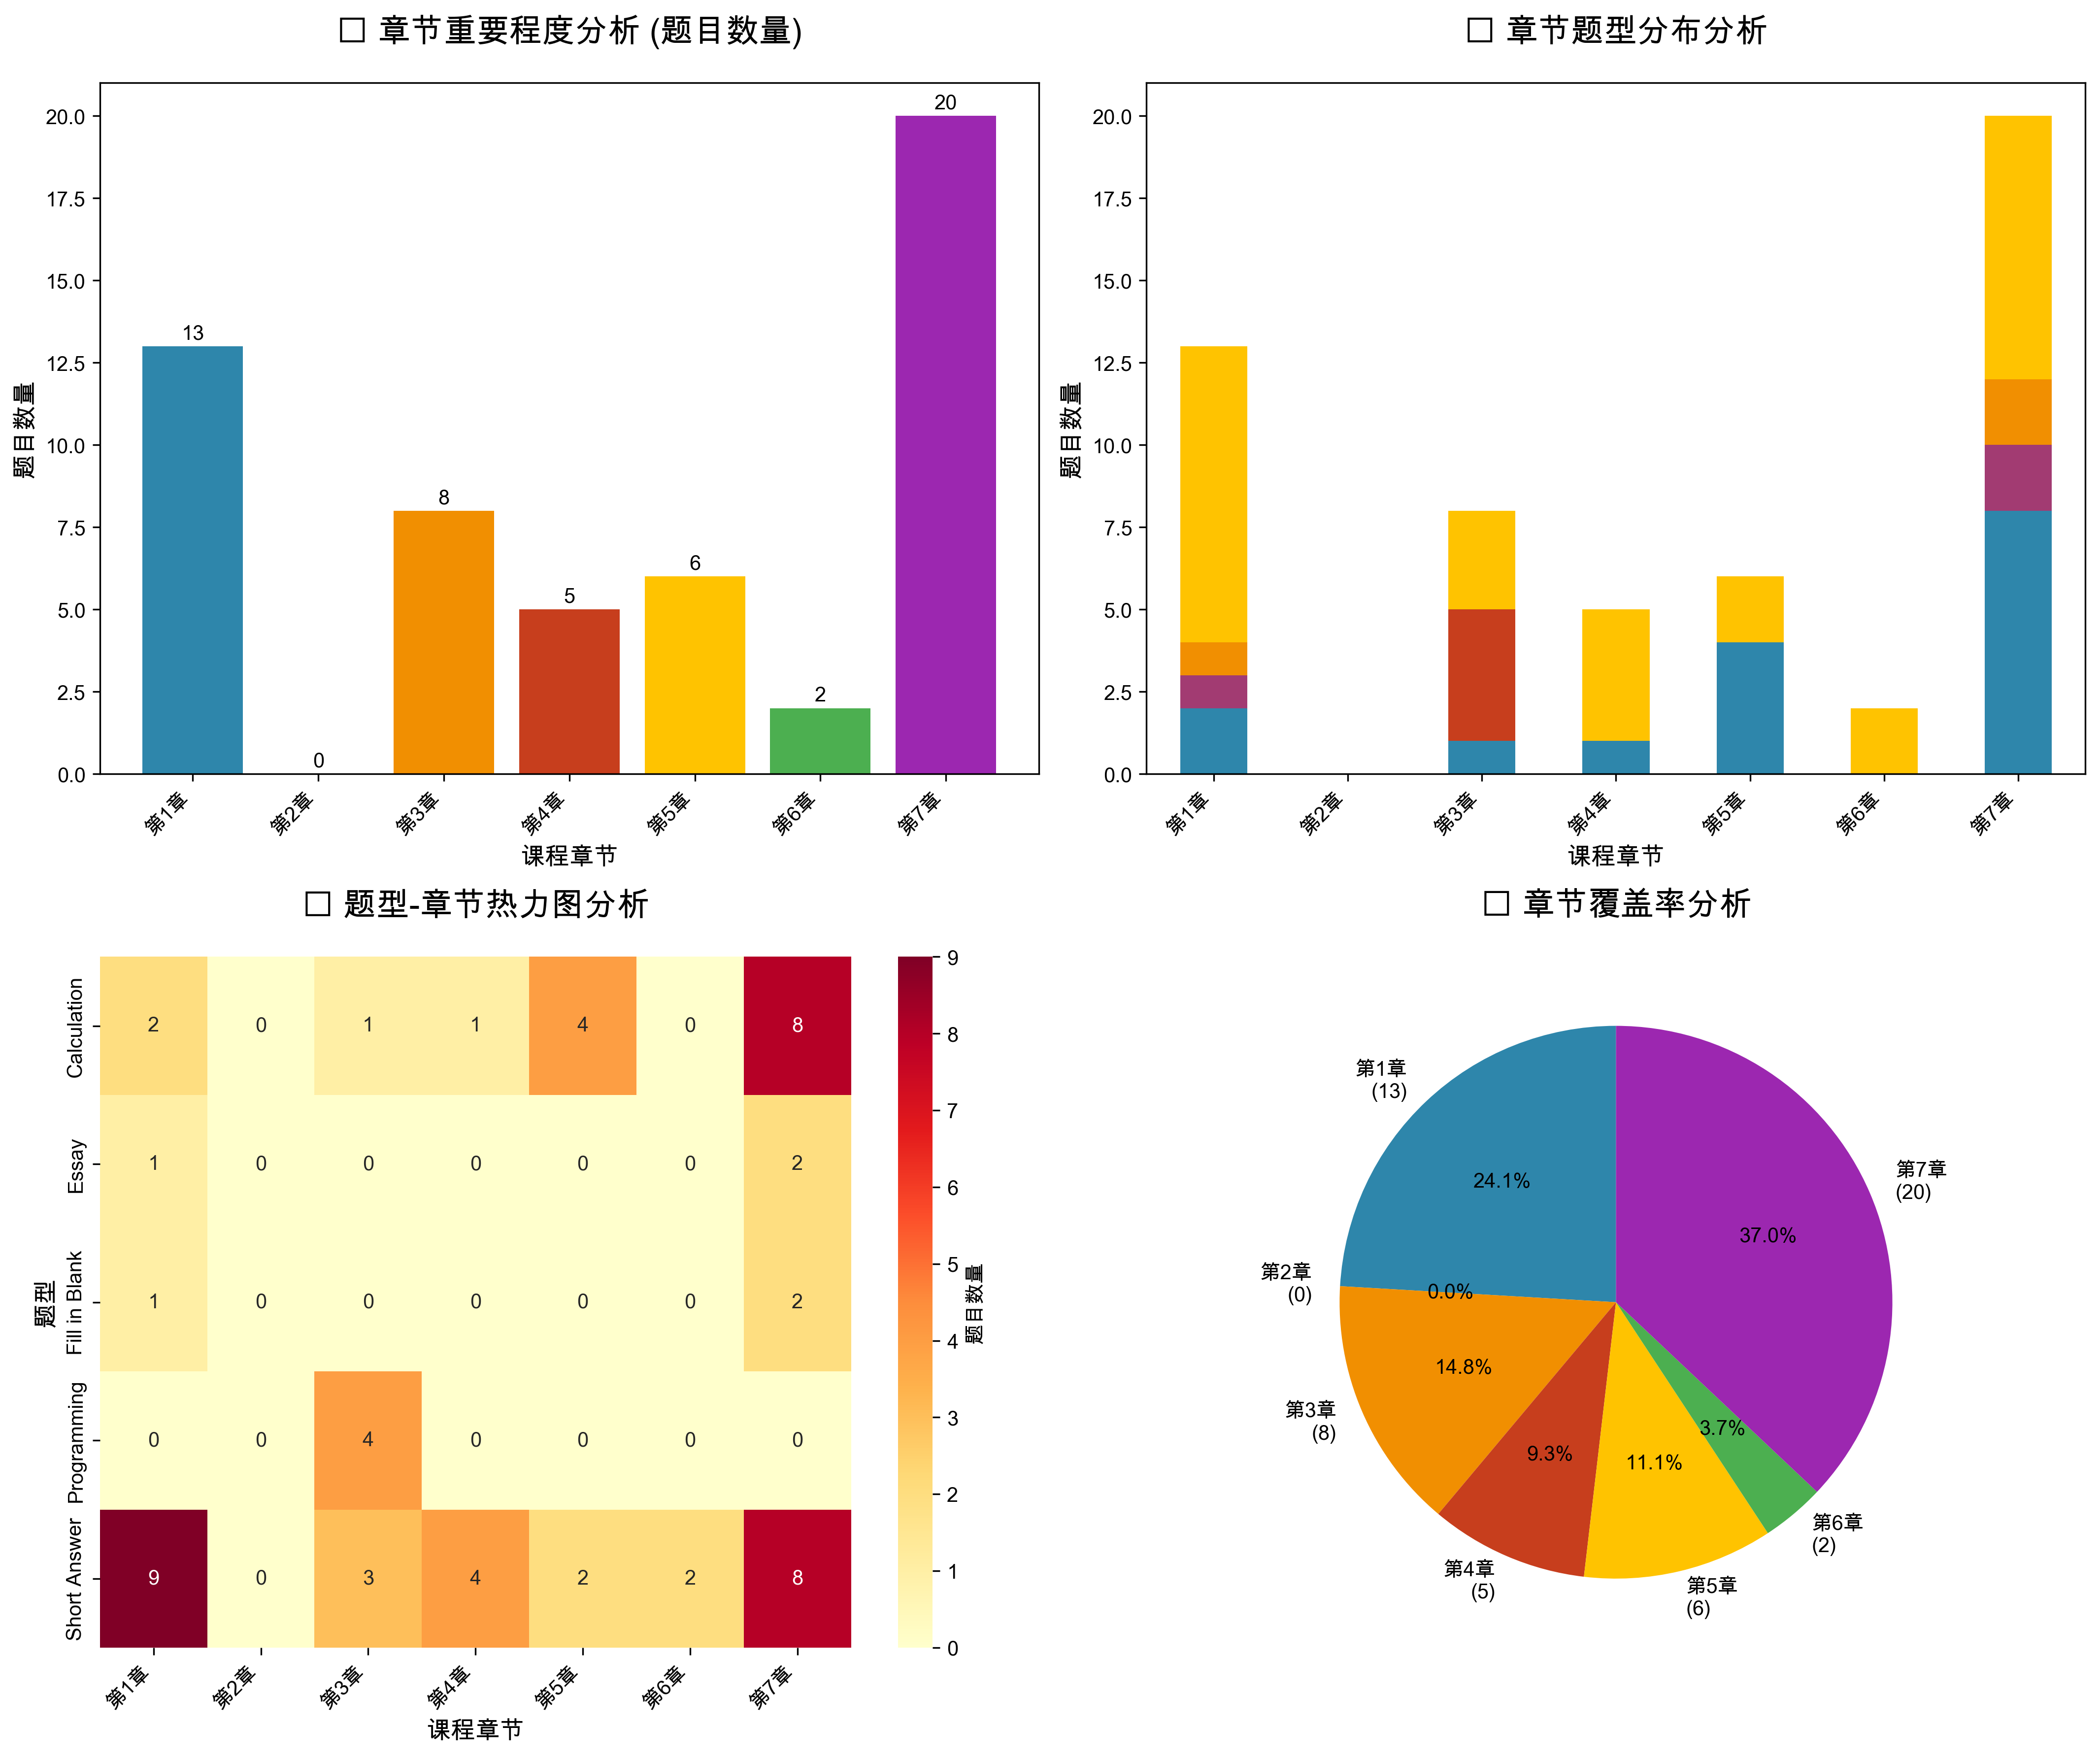 □ 章节重要程度分析 (题目数量)
题目数量
20.0
17.5
15.0
12.5
10.0
7.5
5.0
2.5
0.0
13
0
8
5
6
2
20
第1章
第2章
第3章
第4章
第5章
第6章
第7章
课程章节
□ 章节题型分布分析
题目数量
20.0
17.5
15.0
12.5
10.0
7.5
5.0
2.5
0.0
第1章
第2章
第3章
第4章
第5章
第6章
第7章
课程章节
□ 题型-章节热力图分析
题型
Calculation
2 0 1 1 4 0 8
Essay
1 0 0 0 0 0 2
Fill in Blank
1 0 0 0 0 0 2
Programming
0 0 4 0 0 0 0
Short Answer
9 0 3 4 2 2 8
第1章
第2章
第3章
第4章
第5章
第6章
第7章
课程章节
9
8
7
6
5
4
3
2
1
0
题目数量
□ 章节覆盖率分析
第1章
(13)
24.1%
第2章
(0)
0.0%
第3章
(8)
14.8%
第4章
(5)
9.3%
第5章
(6)
11.1%
第6章
(2)
3.7%
第7章
(20)
37.0%